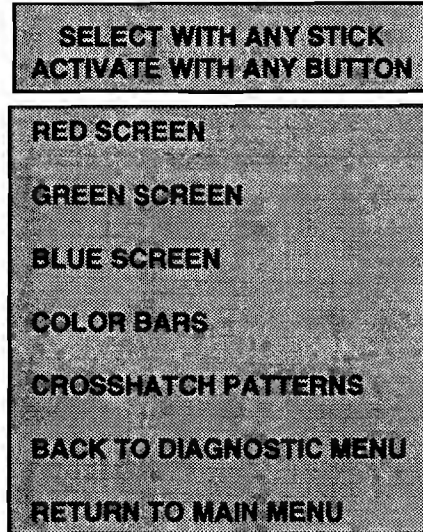 SELECT WITH ANY STICK
ACTIVATE WITH ANY BUTTON
RED SCREEN
GREEN SCREEN
BLUE SCREEN
COLOR BARS
CROSSHATCH PATTERNS
BACK TO DIAGNOSTIC MENU
RETURN TO MAIN MENU